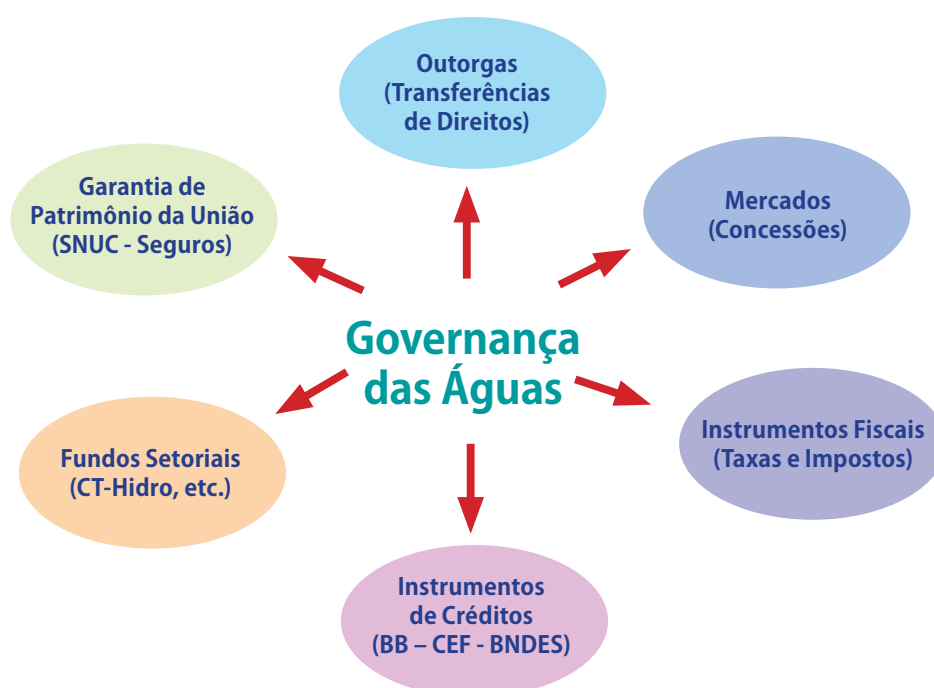 Outorgas
(Transferências
de Direitos)
Garantia de
Patrimônio da União
(SNUC - Seguros)
Mercados
(Concessões)
Governança
das Águas
Fundos Setoriais
(CT-Hidro, etc.)
Instrumentos Fiscais
(Taxas e Impostos)
Instrumentos
de Créditos
(BB – CEF - BNDES)